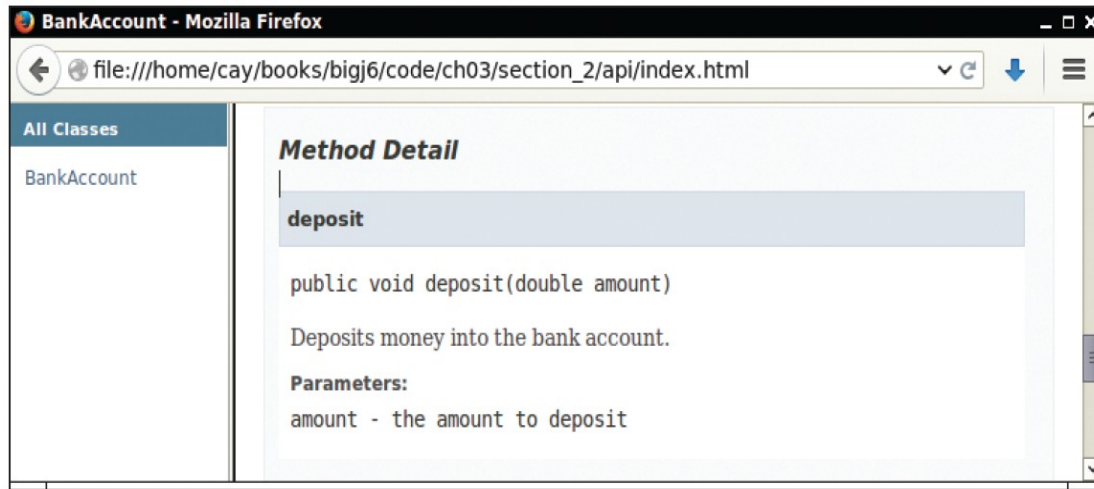 BankAccount - Mozilla Firefox
file:///home/cay/books/bigj6/code/ch03/section_2/api/index.html
All Classes
BankAccount
Method Detail
deposit
public void deposit(double amount)
Deposits money into the bank account.
Parameters:
amount - the amount to deposit